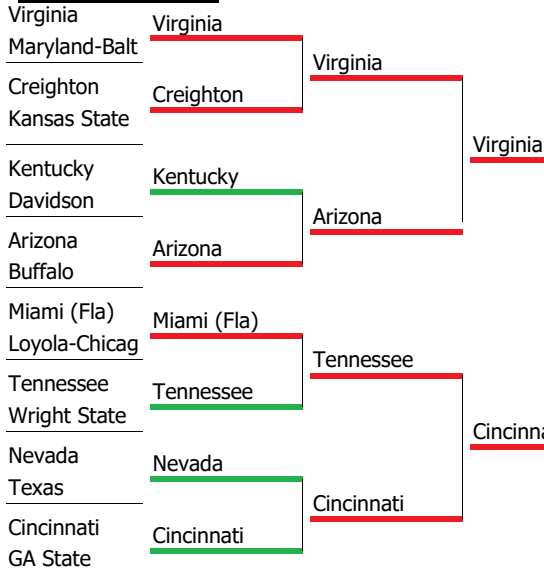 Virginia
Maryland-Balt
Creighton
Kansas State
Kentucky
Davidson
Arizona
Buffalo
Miami (Fla)
Loyola-Chicag
Tennessee
Wright State
Nevada
Texas
Cincinnati
GA State
Virginia
Creighton
Kentucky
Arizona
Miami (Fla)
Tennessee
Nevada
Cincinnati
Virginia
Arizona
Tennessee
Cincinnati
Virginia
Cincinna